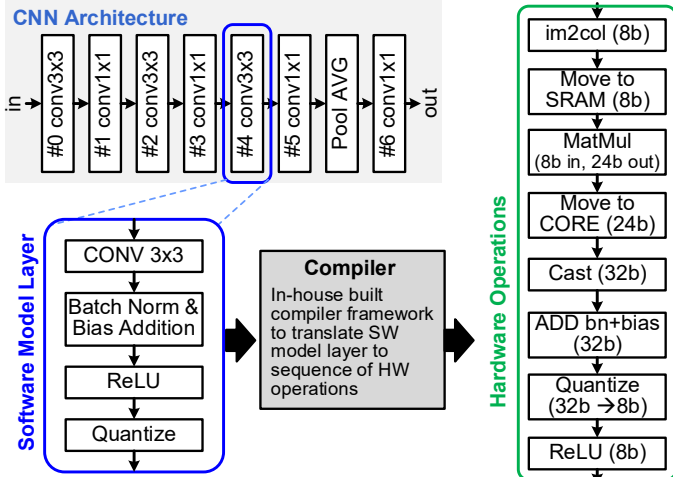 CNN Architecture
in
#0 conv3x3
#1 conv1x1
#2 conv3x3
#3 conv1x1
#4 conv3x3
#5 conv1x1
Pool AVG
#6 conv1x1
out
Software Model Layer
CONV 3x3
Batch Norm &
Bias Addition
ReLU
Quantize
Compiler
In-house built
compiler framework
to translate SW
model layer to
sequence of HW
operations
Hardware Operations
im2col (8b)
Move to
SRAM (8b)
MatMul
(8b in, 24b out)
Move to
CORE (24b)
Cast (32b)
ADD bn+bias
(32b)
Quantize
(32b →8b)
ReLU (8b)